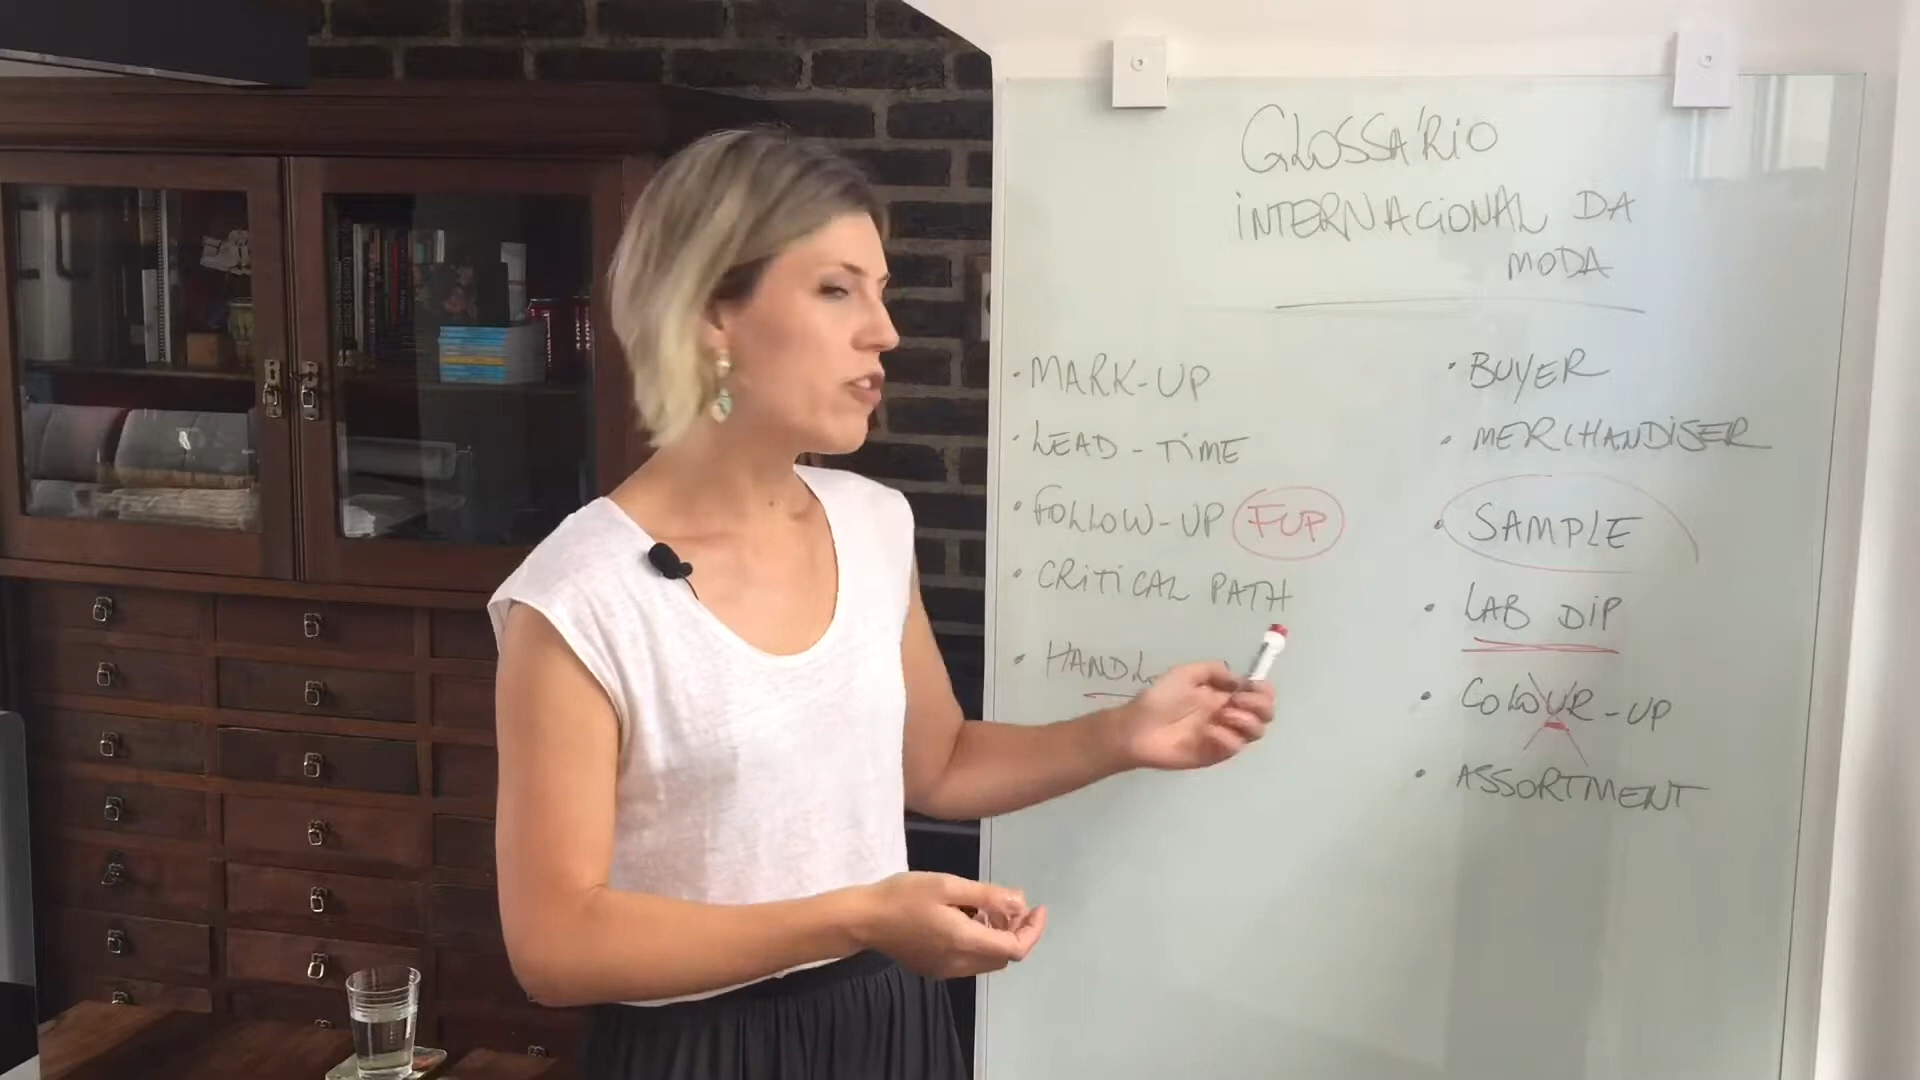 GLOSSÁRIO
INTERNACIONAL DA
MODA
• MARK-UP
• LEAD-TIME
• FOLLOW-UP FUP
• CRITICAL PATH
•
• BUYER
• MERCHANDISER
• SAMPLE
• LAB DIP
• COLOUR-UP
• ASSORTMENT